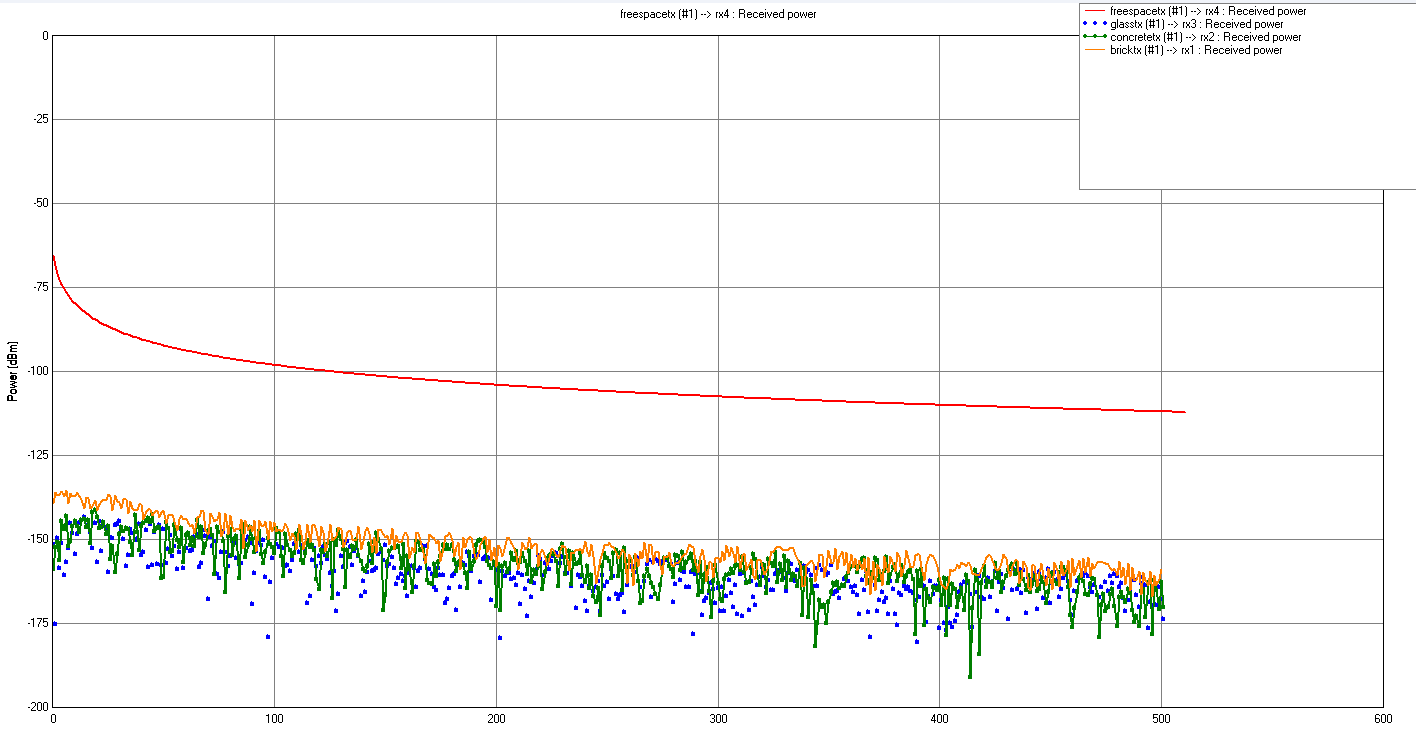 freespacetx (#1) --> rx4 : Received power
freespacetx (#1) --> rx4 : Received power
glasstx (#1) --> rx3 : Received power
concretetx (#1) --> rx2 : Received power
bricktx (#1) --> rx1 : Received power
0
-25
-50
-75
-100
-125
-150
-175
-200
Power (dBm)
0 100 200 300 400 500 600